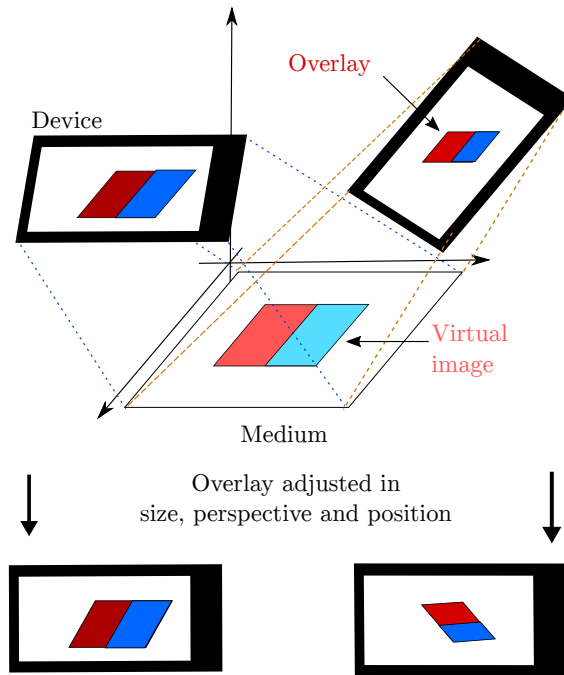 Overlay
Device
Virtual
image
Medium
Overlay adjusted in
size, perspective and position